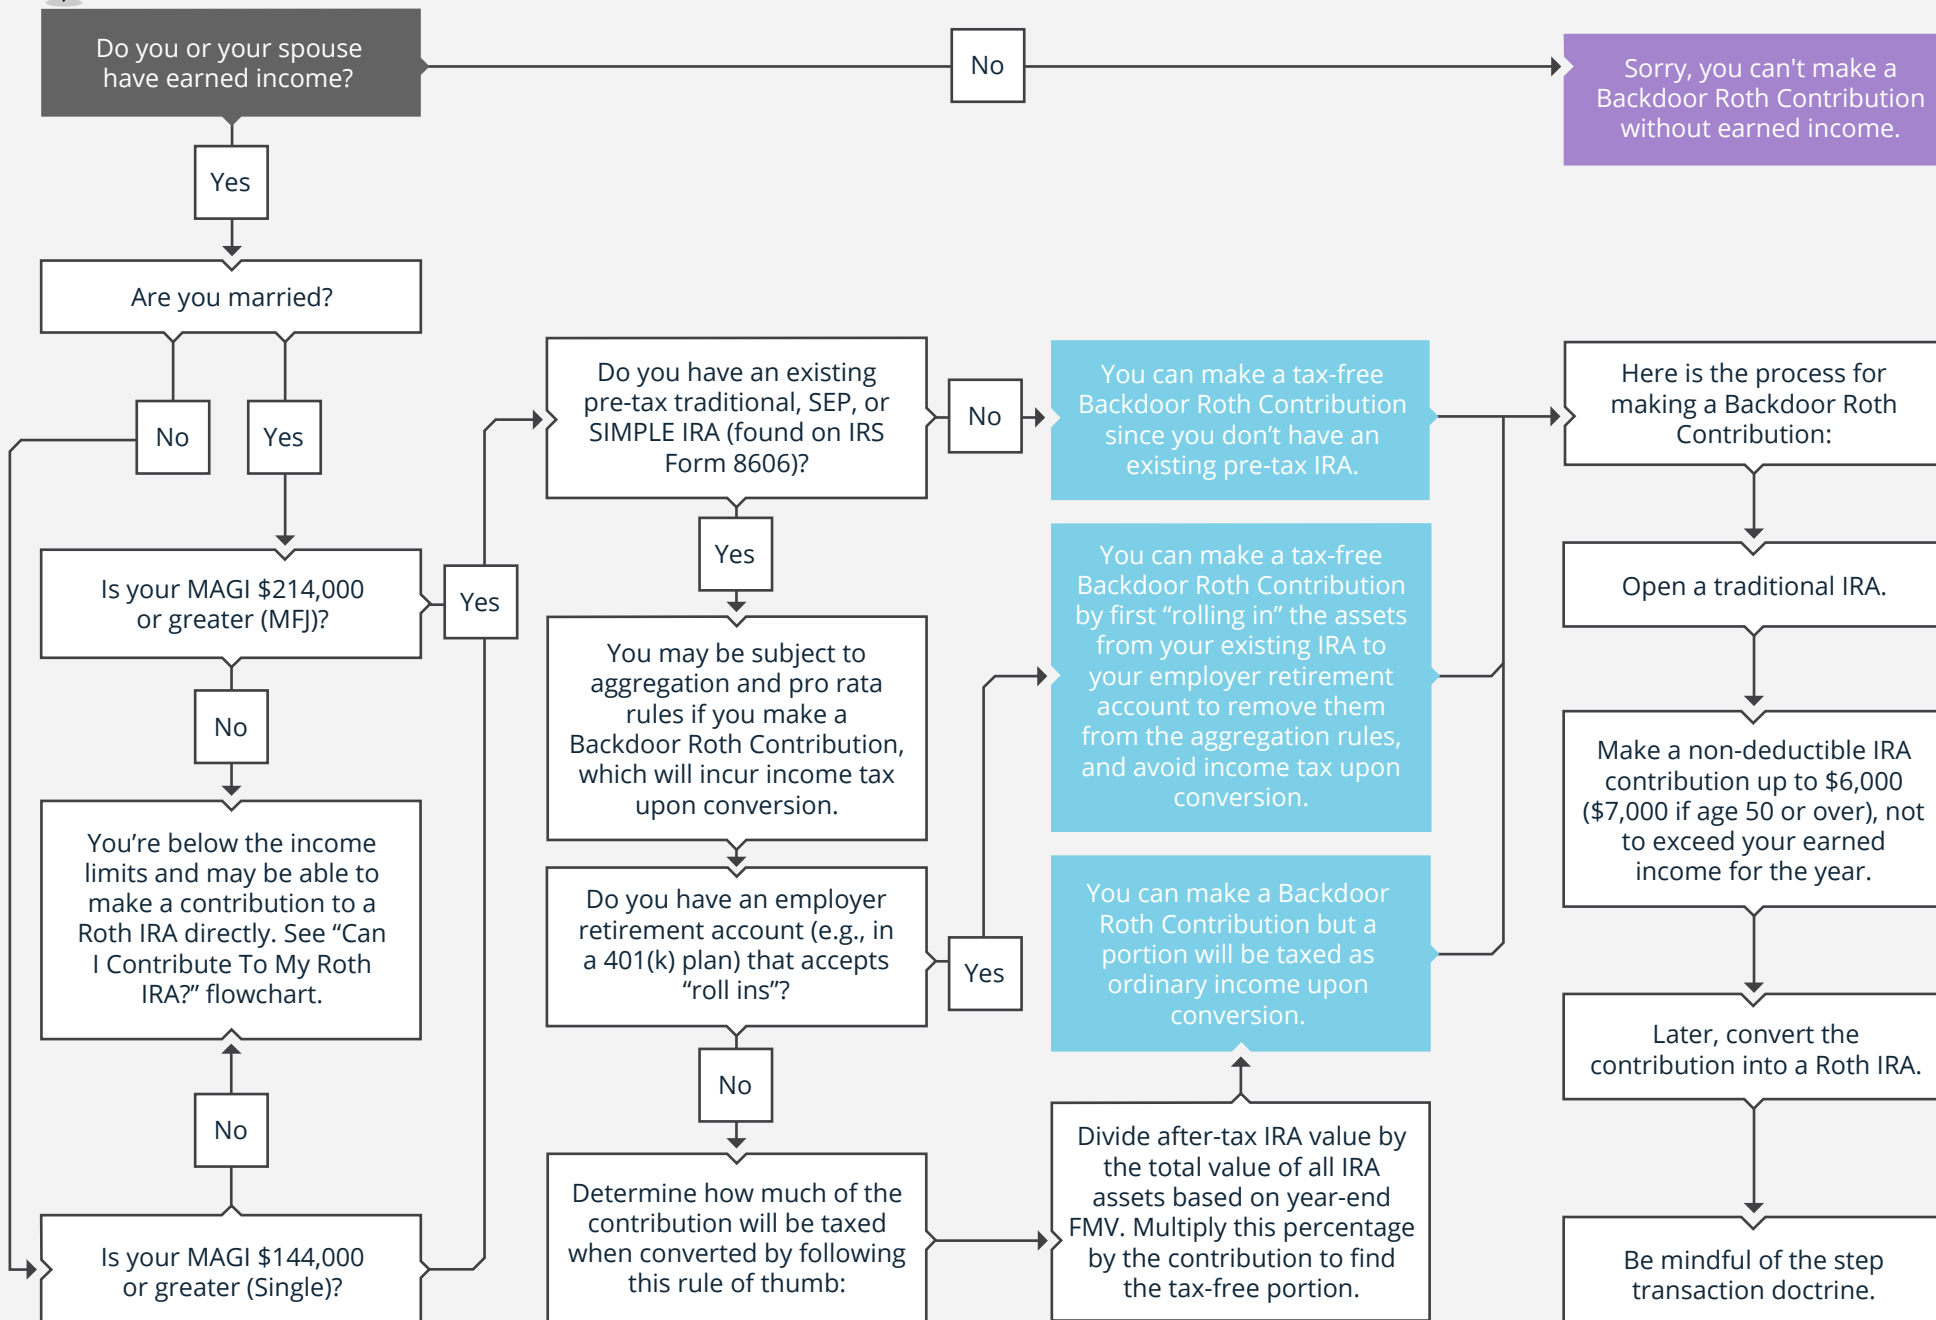 Do you or your spouse
have earned income?
No
Sorry, you can't make a
Backdoor Roth Contribution
without earned income.
Yes
Are you married?
No
Yes
Is your MAGI $214,000
or greater (MFJ)?
Yes
No
You’re below the income
limits and may be able to
make a contribution to a
Roth IRA directly. See “Can
I Contribute To My Roth
IRA?” flowchart.
No
Is your MAGI $144,000
or greater (Single)?
Do you have an existing
pre-tax traditional, SEP, or
SIMPLE IRA (found on IRS
Form 8606)?
No
Yes
You may be subject to
aggregation and pro rata
rules if you make a
Backdoor Roth Contribution,
which will incur income tax
upon conversion.
Do you have an employer
retirement account (e.g., in
a 401(k) plan) that accepts
“roll ins”?
Yes
No
Determine how much of the
contribution will be taxed
when converted by following
this rule of thumb:
You can make a tax-free
Backdoor Roth Contribution
since you don’t have an
existing pre-tax IRA.
You can make a tax-free
Backdoor Roth Contribution
by first “rolling in” the assets
from your existing IRA to
your employer retirement
account to remove them
from the aggregation rules,
and avoid income tax upon
conversion.
You can make a Backdoor
Roth Contribution but a
portion will be taxed as
ordinary income upon
conversion.
Divide after-tax IRA value by
the total value of all IRA
assets based on year-end
FMV. Multiply this percentage
by the contribution to find
the tax-free portion.
Here is the process for
making a Backdoor Roth
Contribution:
Open a traditional IRA.
Make a non-deductible IRA
contribution up to $6,000
($7,000 if age 50 or over), not
to exceed your earned
income for the year.
Later, convert the
contribution into a Roth IRA.
Be mindful of the step
transaction doctrine.